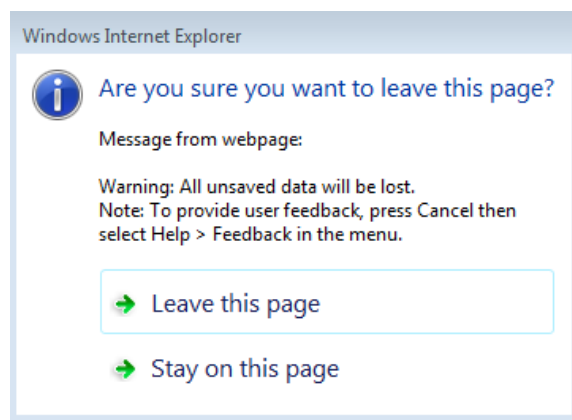 Windows Internet Explorer
Are you sure you want to leave this page?
Message from webpage:
Warning: All unsaved data will be lost.
Note: To provide user feedback, press Cancel then
select Help > Feedback in the menu.
Leave this page
Stay on this page